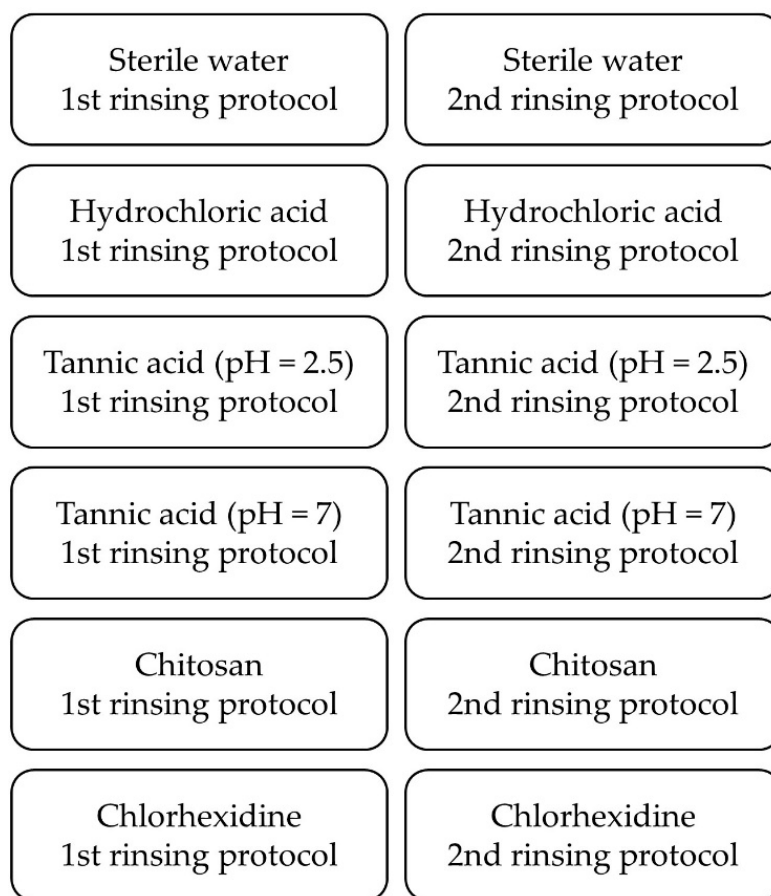 Sterile water
1st rinsing protocol
Sterile water
2nd rinsing protocol
Hydrochloric acid
1st rinsing protocol
Hydrochloric acid
2nd rinsing protocol
Tannic acid (pH = 2.5)
1st rinsing protocol
Tannic acid (pH = 2.5)
2nd rinsing protocol
Tannic acid (pH = 7)
1st rinsing protocol
Tannic acid (pH = 7)
2nd rinsing protocol
Chitosan
1st rinsing protocol
Chitosan
2nd rinsing protocol
Chlorhexidine
1st rinsing protocol
Chlorhexidine
2nd rinsing protocol